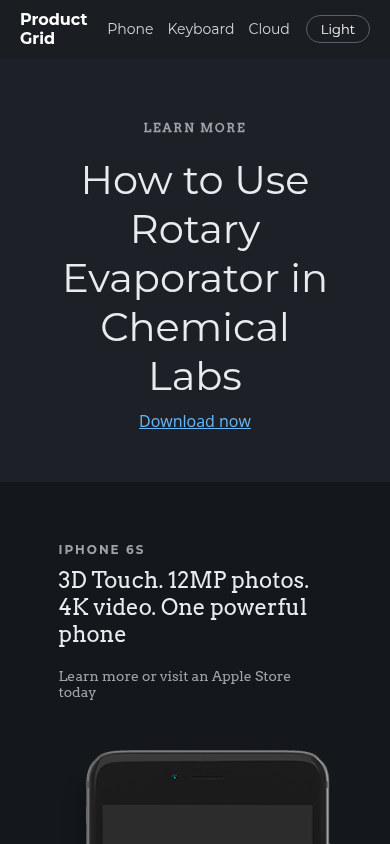 Product
Grid
Phone Keyboard Cloud Light
LEARN MORE
How to Use
Rotary
Evaporator in
Chemical
Labs
Download now
IPHONE 6S
3D Touch. 12MP photos.
4K video. One powerful
phone
Learn more or visit an Apple Store
today